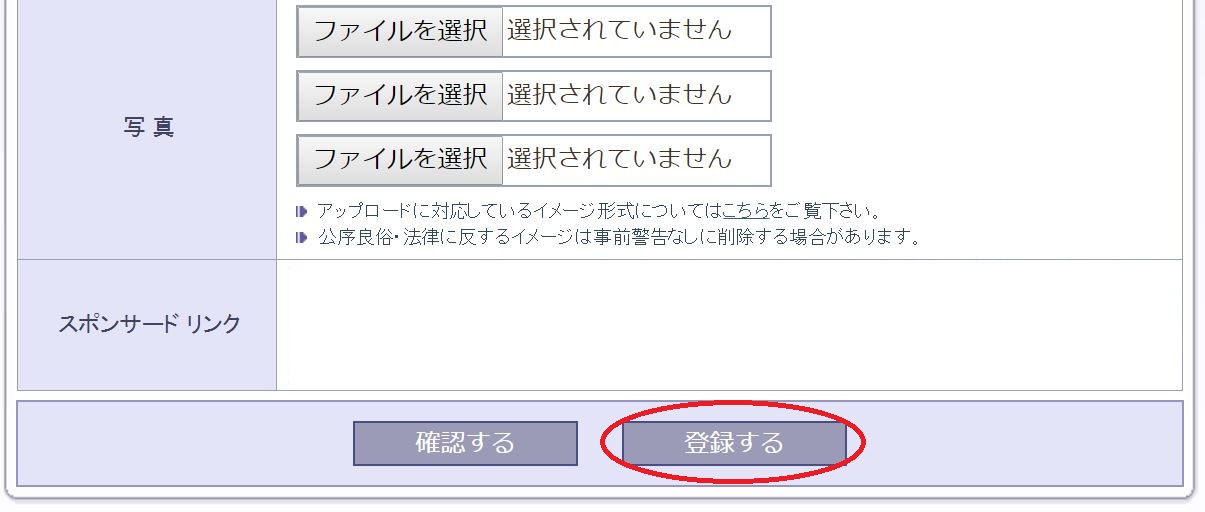 ファイルを選択 選択されていません
ファイルを選択 選択されていません
写真
ファイルを選択 選択されていません
アップロードに対応しているイメージ形式についてはこちらをご覧下さい。
公序良俗・法律に反するイメージは事前警告なしに削除する場合があります。
スポンサード リンク
確認する 登録する